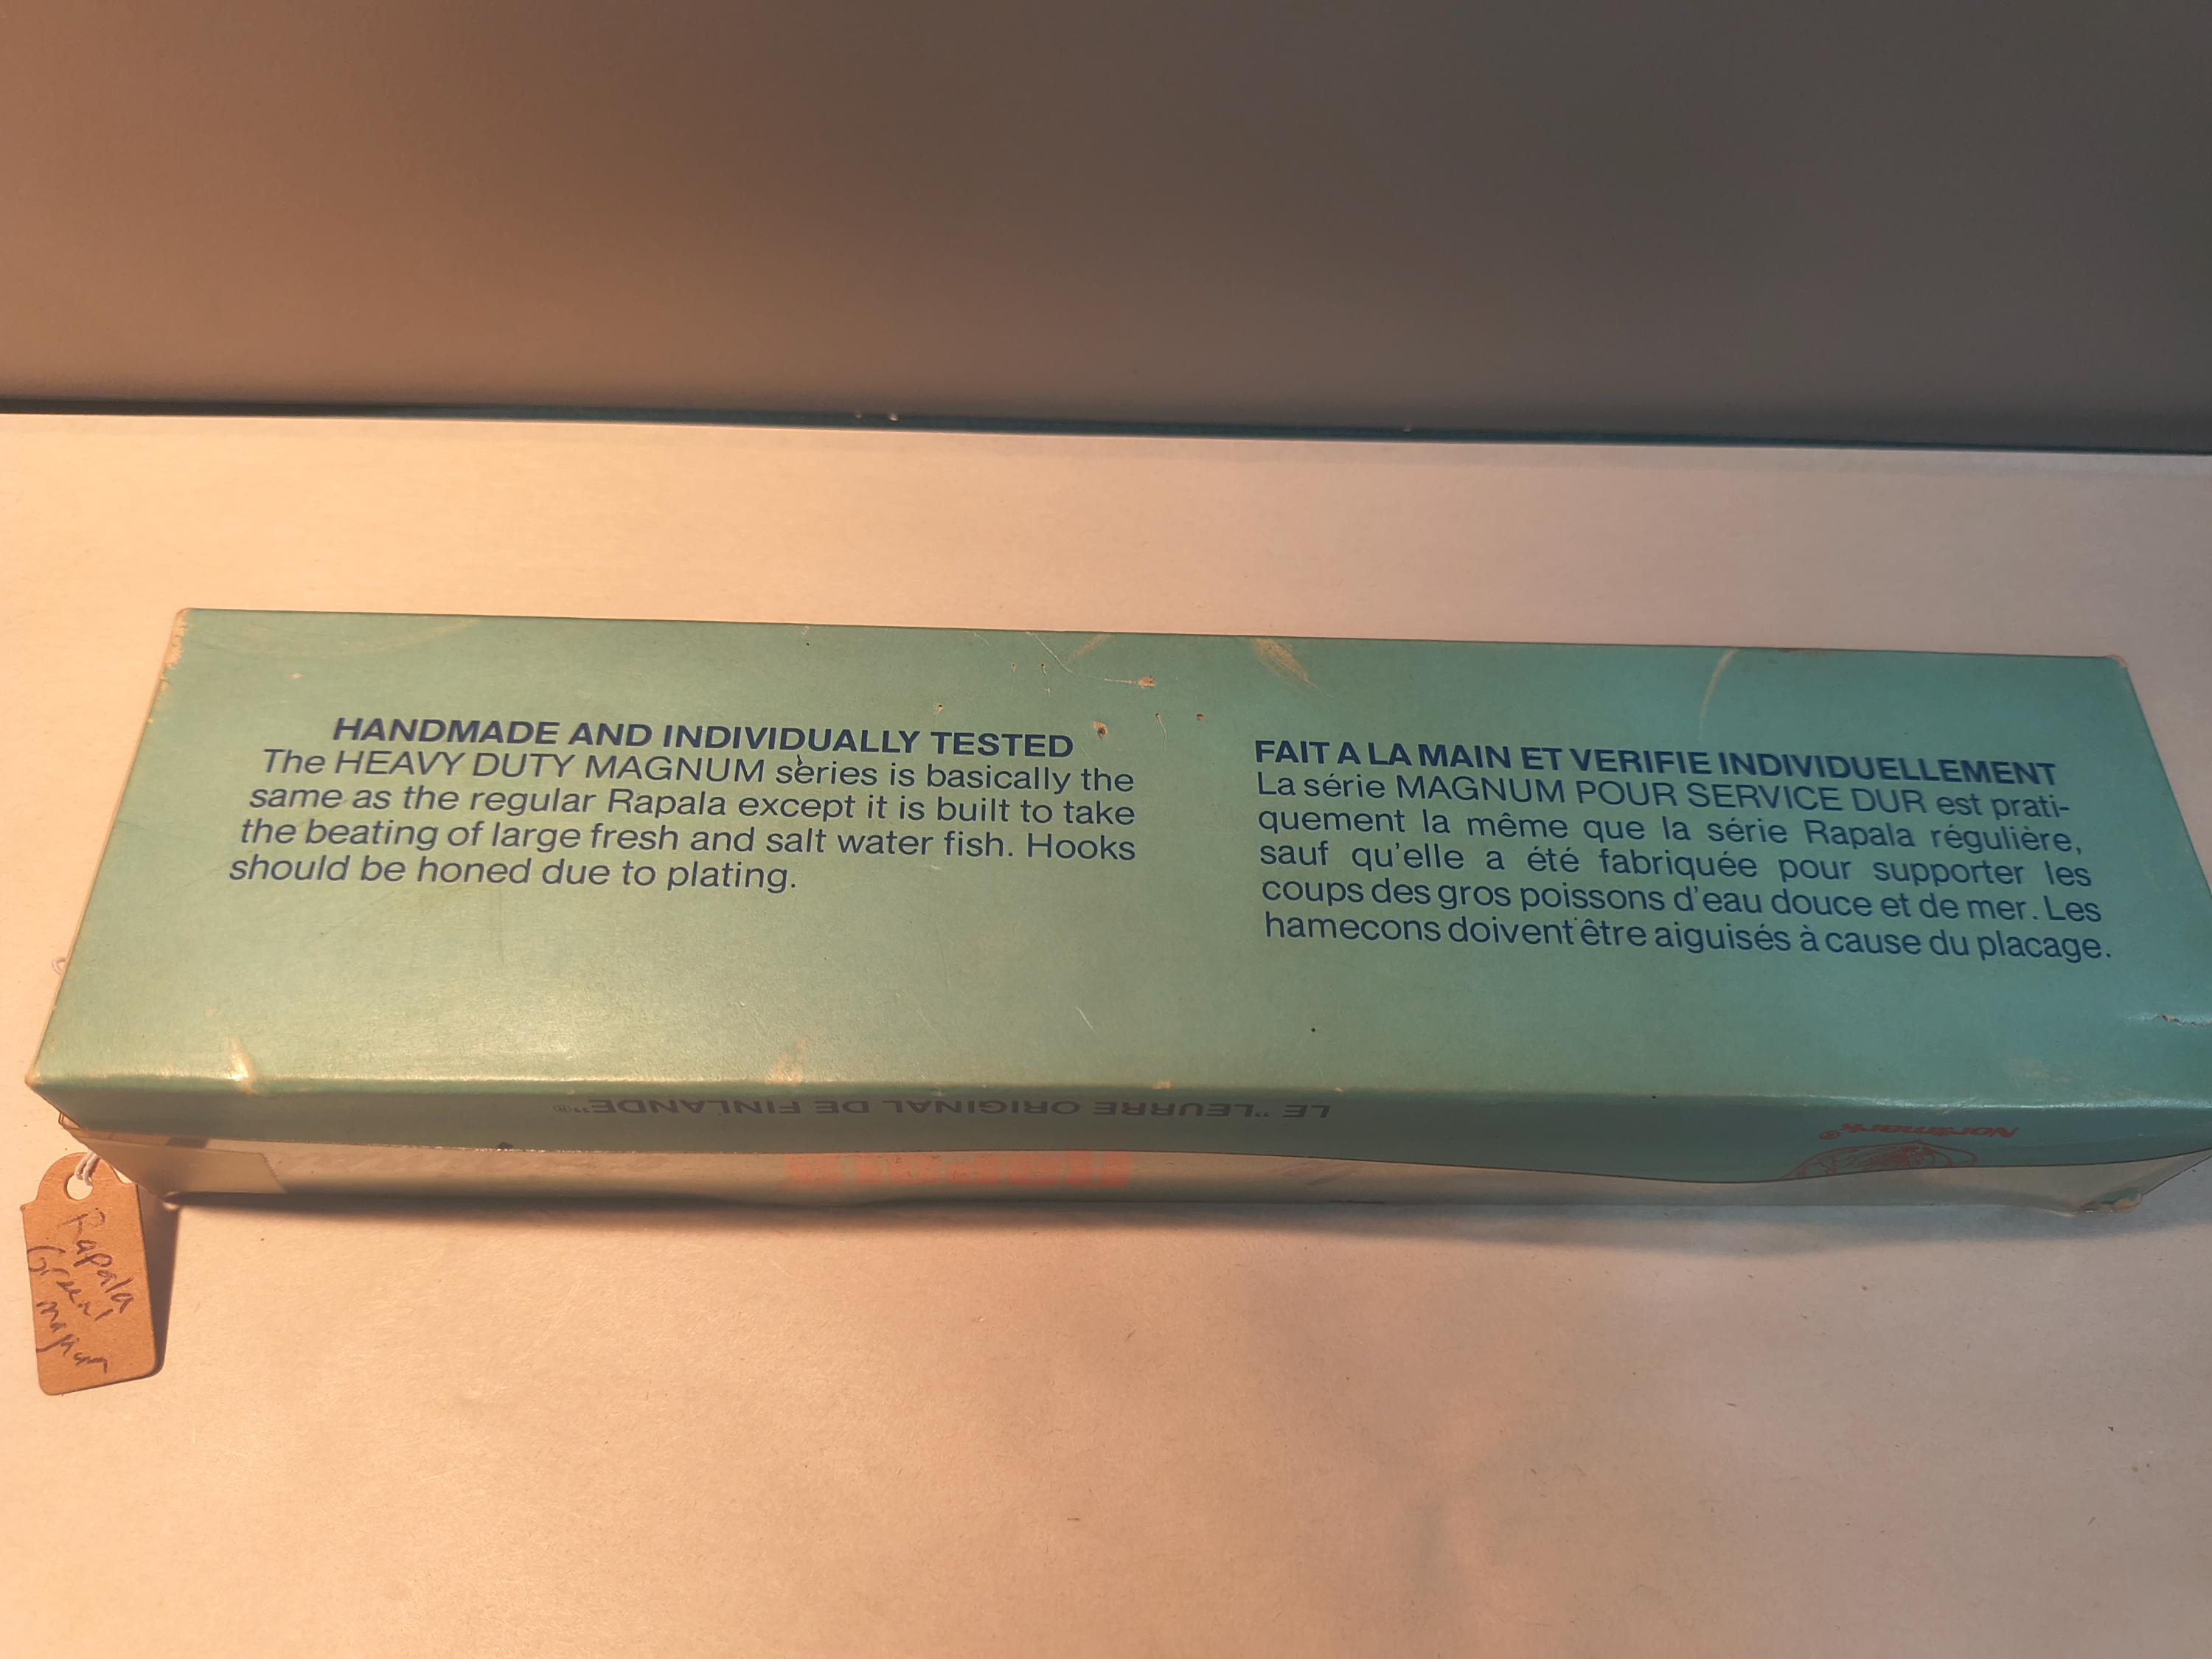 HANDMADE AND INDIVIDUALLY TESTED
The HEAVY DUTY MAGNUM series is basically the
same as the regular Rapala except it is built to take
the beating of large fresh and salt water fish. Hooks
should be honed due to plating.
FAIT A LA MAIN ET VERIFIE INDIVIDUELLEMENT
La série MAGNUM POUR SERVICE DUR est prati-
quement la même que la série Rapala régulière,
sauf qu'elle a été fabriquée pour supporter les
coups des gros poissons d'eau douce et de mer. Les
hamecons doivent être aiguisés à cause du placage.
LE "LEURRE ORIGINAL DE FINLANDE"®
Normark®
Rapala